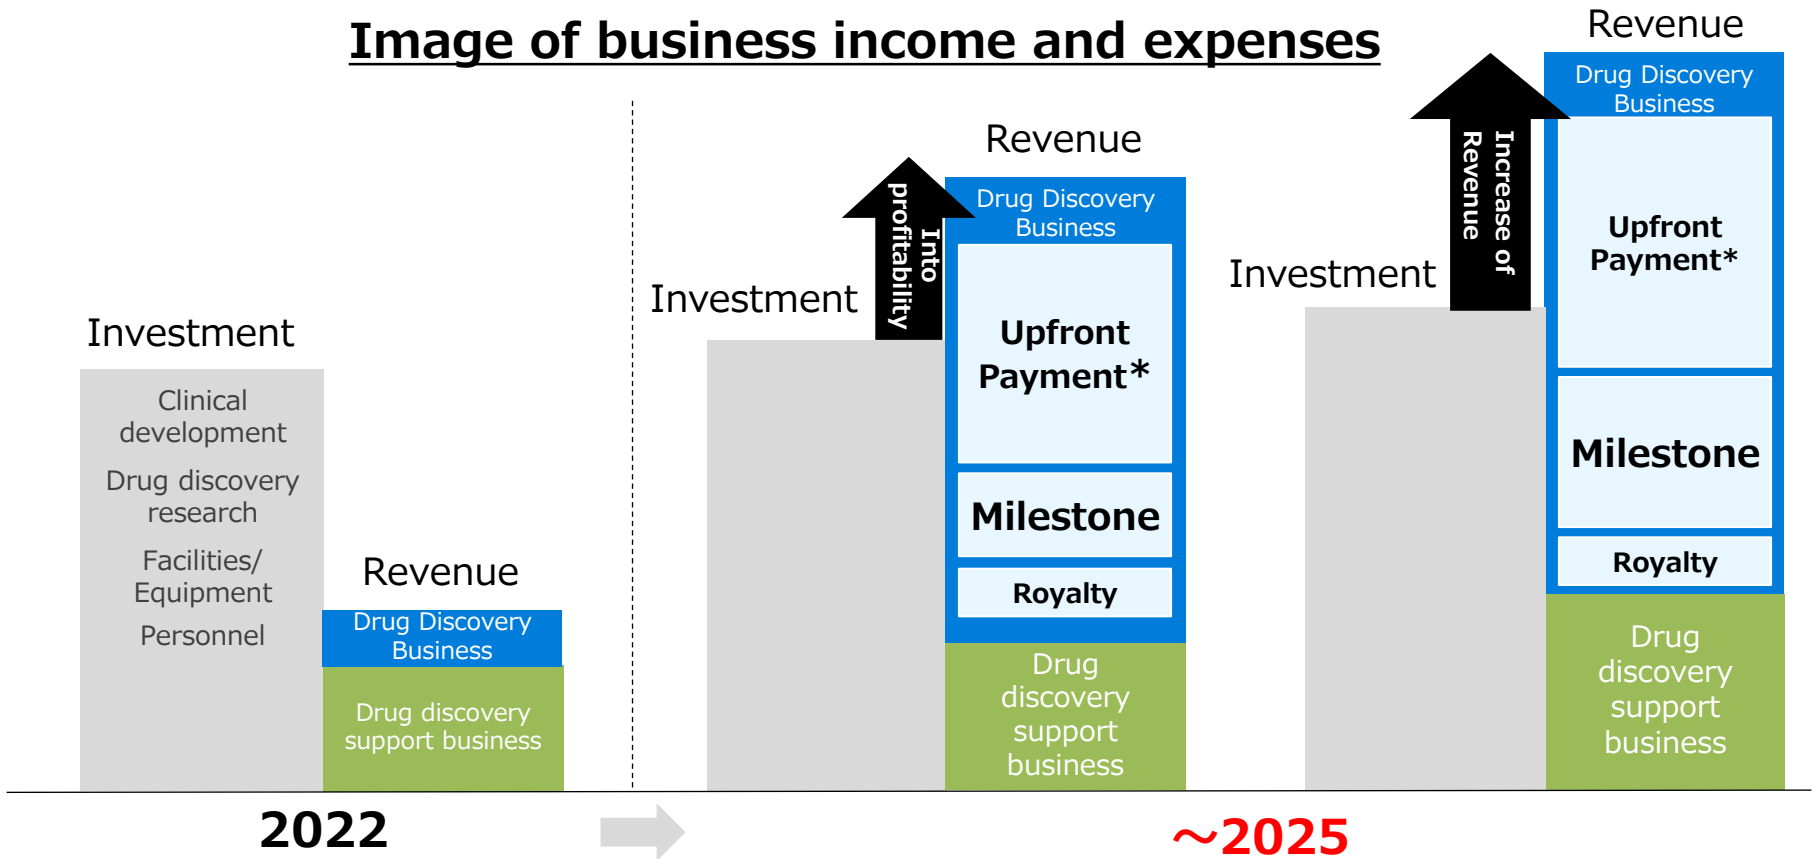 Image of business income and expenses
Investment
Clinical
development
Drug discovery
research
Facilities/
Equipment
Personnel
Revenue
Drug Discovery
Business
Drug discovery
support business
2022
Investment
Into
profitability
Revenue
Drug Discovery
Business
Upfront
Payment*
Milestone
Royalty
Drug
discovery
support
business
Investment
Increase of
Revenue
Revenue
Drug Discovery
Business
Upfront
Payment*
Milestone
Royalty
Drug
discovery
support
business
～2025